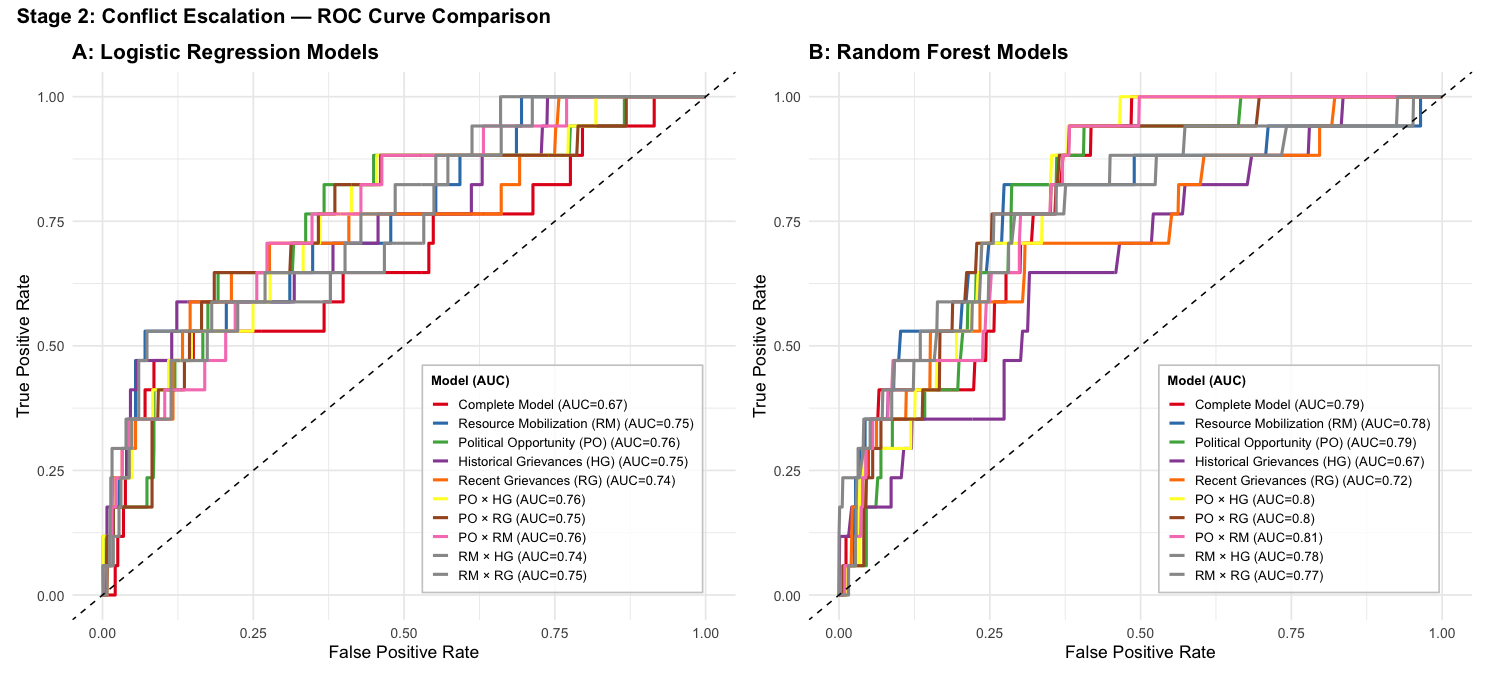 Stage 2: Conflict Escalation — ROC Curve Comparison
A: Logistic Regression Models
1.00
0.75
0.50
0.25
0.00
True Positive Rate
0.00 0.25 0.50 0.75 1.00
False Positive Rate
Model (AUC)
Complete Model (AUC=0.67)
Resource Mobilization (RM) (AUC=0.75)
Political Opportunity (PO) (AUC=0.76)
Historical Grievances (HG) (AUC=0.75)
Recent Grievances (RG) (AUC=0.74)
PO × HG (AUC=0.76)
PO × RG (AUC=0.75)
PO × RM (AUC=0.76)
RM × HG (AUC=0.74)
RM × RG (AUC=0.75)
B: Random Forest Models
1.00
0.75
0.50
0.25
0.00
True Positive Rate
0.00 0.25 0.50 0.75 1.00
False Positive Rate
Model (AUC)
Complete Model (AUC=0.79)
Resource Mobilization (RM) (AUC=0.78)
Political Opportunity (PO) (AUC=0.79)
Historical Grievances (HG) (AUC=0.67)
Recent Grievances (RG) (AUC=0.72)
PO × HG (AUC=0.8)
PO × RG (AUC=0.8)
PO × RM (AUC=0.81)
RM × HG (AUC=0.78)
RM × RG (AUC=0.77)